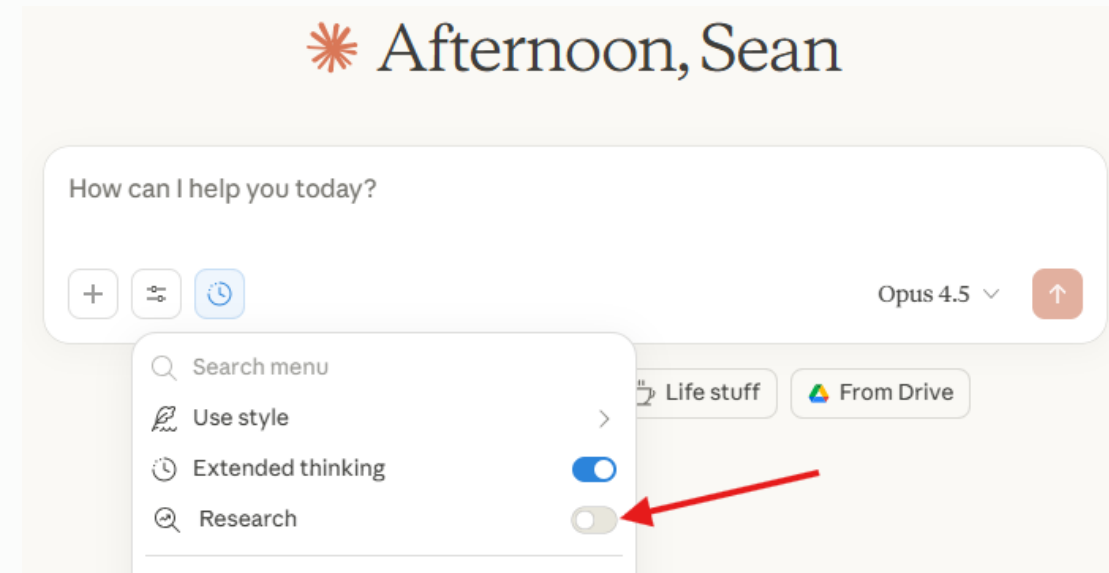 Afternoon, Sean
How can I help you today?
Opus 4.5
Search menu
Use style
Life stuff
From Drive
Extended thinking
Research